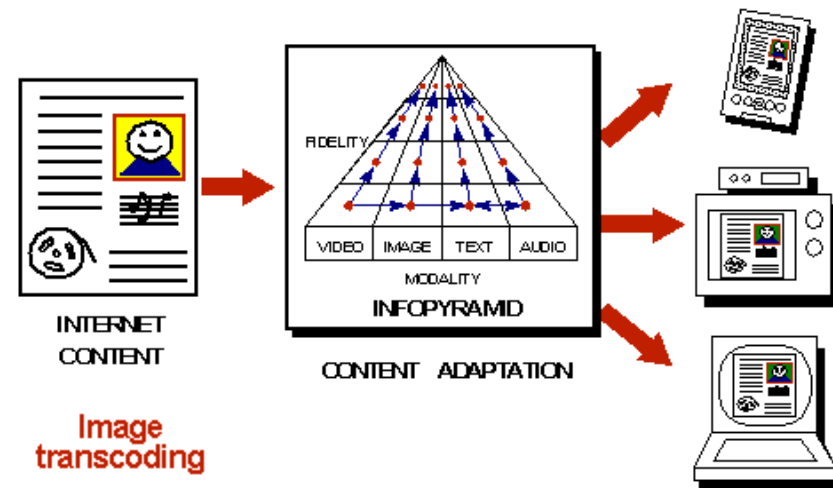 INTERNET
CONTENT
Image
transcoding
FIDELITY
VIDEO IMAGE TEXT AUDIO
MODALITY
INFOPYRAMID
CONTENT ADAPTATION